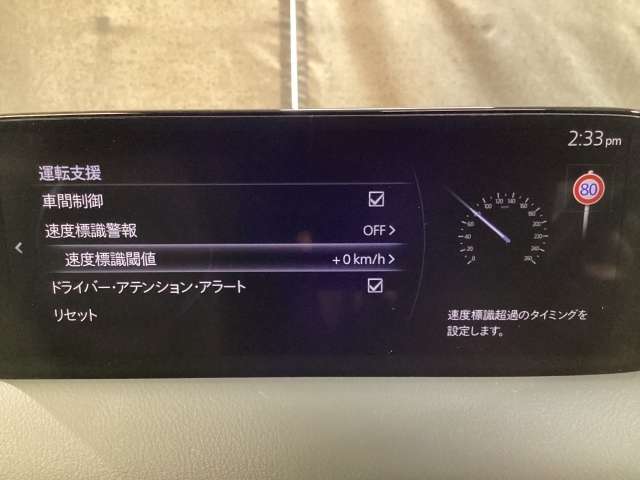 2:33 pm
運転支援
車間制御
速度標識警報 OFF >
速度標識閾値 +0 km/h >
ドライバー・アテンション・アラート
リセット
80
速度標識超過のタイミングを
設定します。